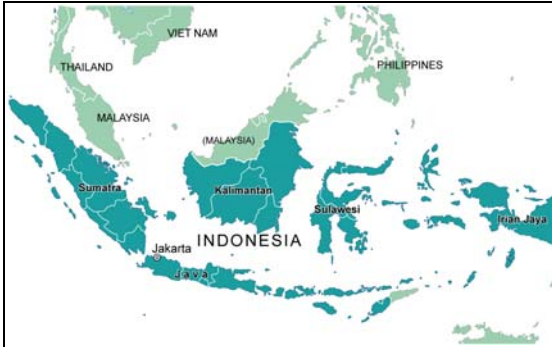 VIET NAM
THAILAND
PHILIPPINES
MALAYSIA
(MALAYSIA)
Sumatra
Kalimantan
Sulawesi
Irian Jaya
INDONESIA
Jakarta
Java